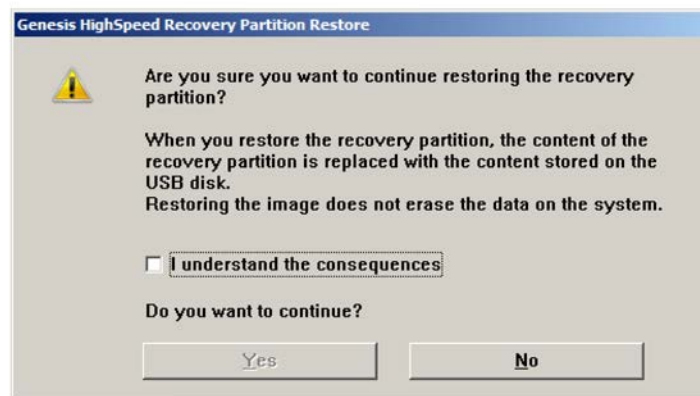 Genesis HighSpeed Recovery Partition Restore
Are you sure you want to continue restoring the recovery
partition?
When you restore the recovery partition, the content of the
recovery partition is replaced with the content stored on the
USB disk.
Restoring the image does not erase the data on the system.
I understand the consequences
Do you want to continue?
Yes
No